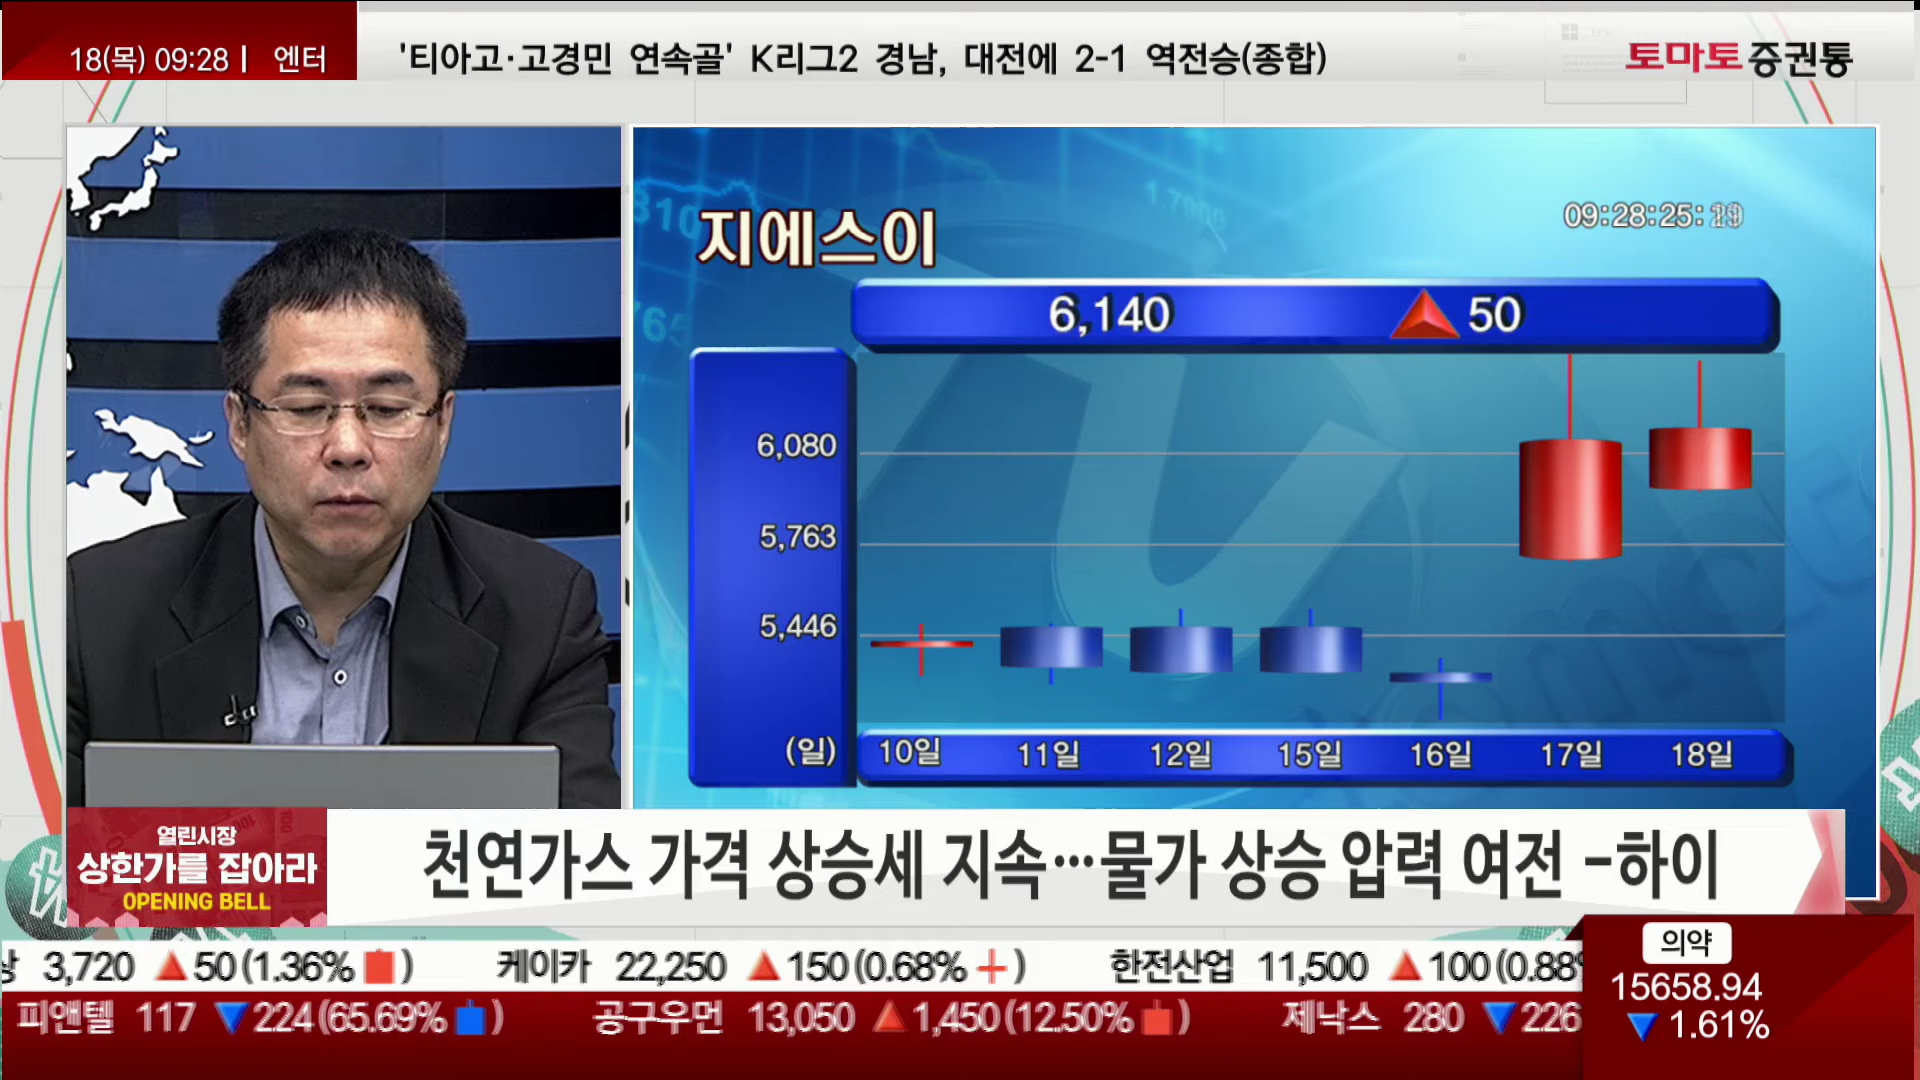 18(목) 09:28 | 엔터
'티아고·고경민 연속골' K리그2 경남, 대전에 2-1 역전승(종합)
토마토증권통
지에스이
09:28:25:
6,140 ▲ 50
6,080
5,763
5,446
(일) 10일 11일 12일 15일 16일 17일 18일
열린시장
상한가를 잡아라
OPENING BELL
천연가스 가격 상승세 지속···물가 상승 압력 여전 -하이
3,720 ▲50(1.36% ) 케이카 22,250 ▲150(0.68% ) 한전산업 11,500 ▲100(0.88%
피앤텔 117 ▼224(65.69% ) 공구우먼 13,050 ▲1,450(12.50% ) 제낙스 280 ▼226
의약
15658.94
▼ 1.61%